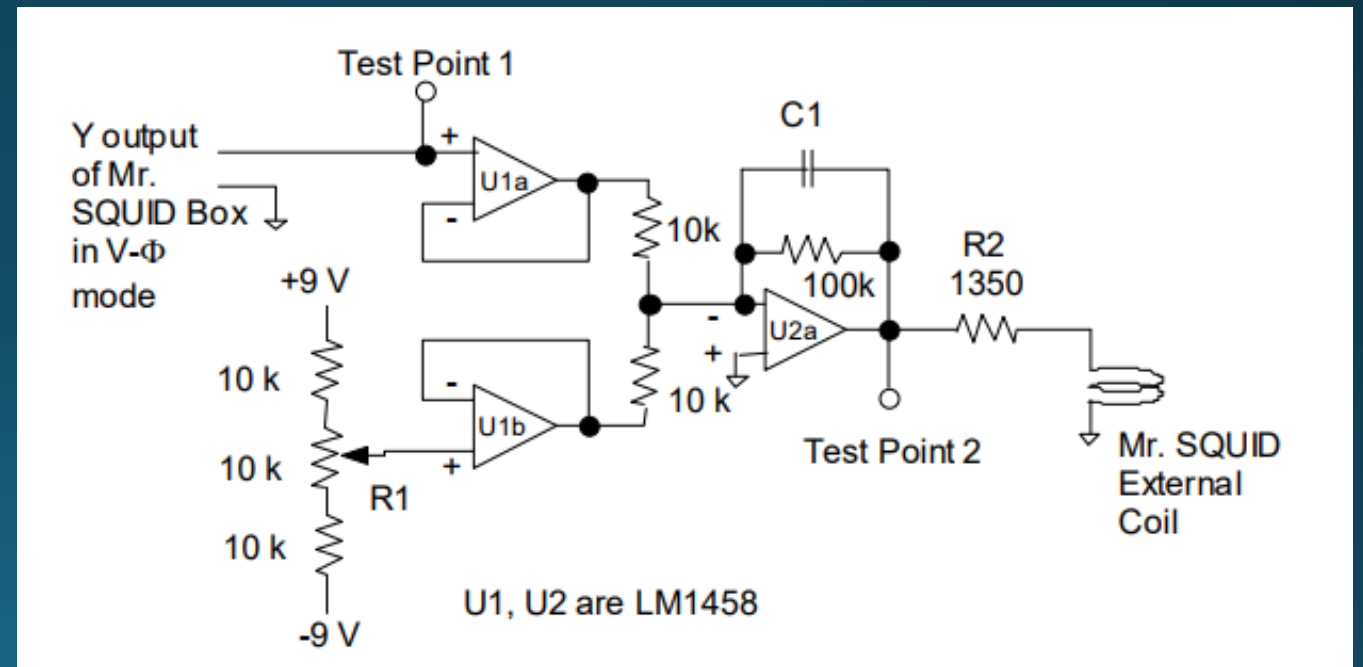 Test Point 1
Y output
of Mr.
SQUID Box
in V-Φ
mode
+
U1a
-
10k
C1
100k
R2
1350
-
U2a
+
+9 V
10 k
10 k
R1
10 k
-9 V
-
U1b
+
10 k
Test Point 2
Mr. SQUID
External
Coil
U1, U2 are LM1458